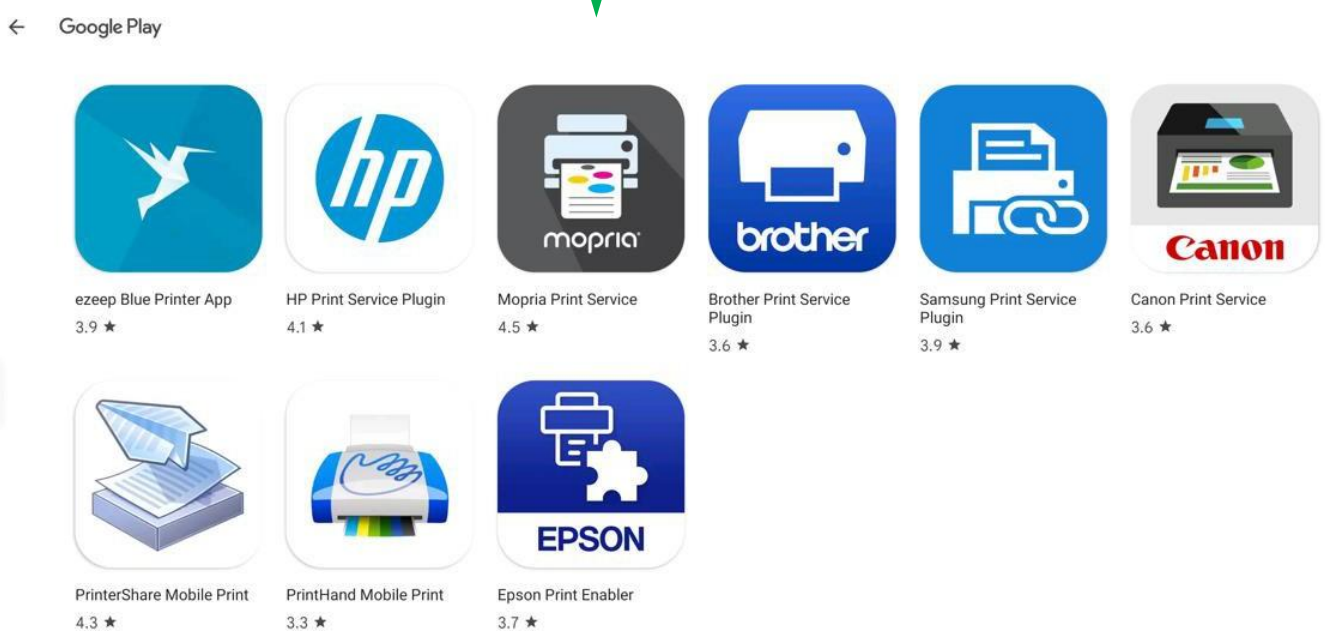 Google Play
hp
mopria
brother
Canon
ezeep Blue Printer App
3.9 ★
HP Print Service Plugin
4.1 ★
Mopria Print Service
4.5 ★
Brother Print Service
Plugin
3.6 ★
Samsung Print Service
Plugin
3.9 ★
Canon Print Service
3.6 ★
EPSON
PrinterShare Mobile Print
4.3 ★
PrintHand Mobile Print
3.3 ★
Epson Print Enabler
3.7 ★